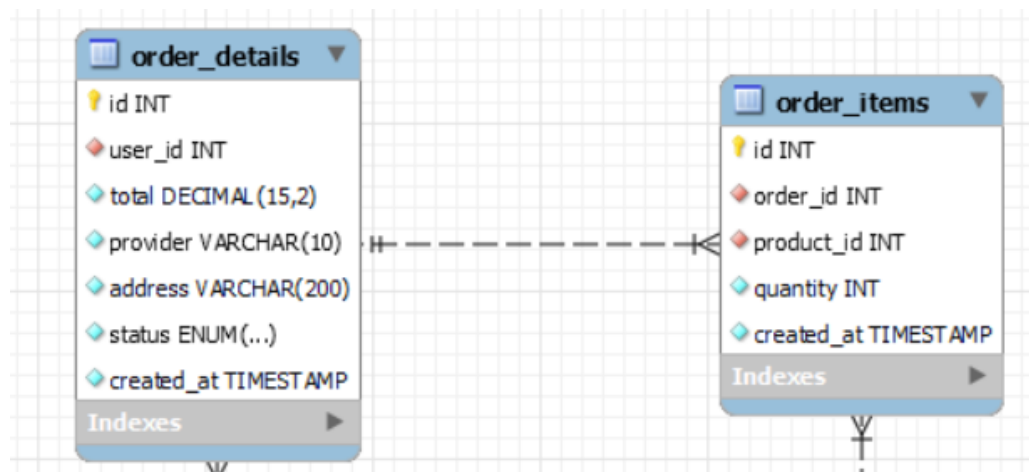 order_details
id INT
user_id INT
total DECIMAL(15,2)
provider VARCHAR(10)
address VARCHAR(200)
status ENUM(...)
created_at TIMESTAMP
Indexes
order_items
id INT
order_id INT
product_id INT
quantity INT
created_at TIMESTAMP
Indexes